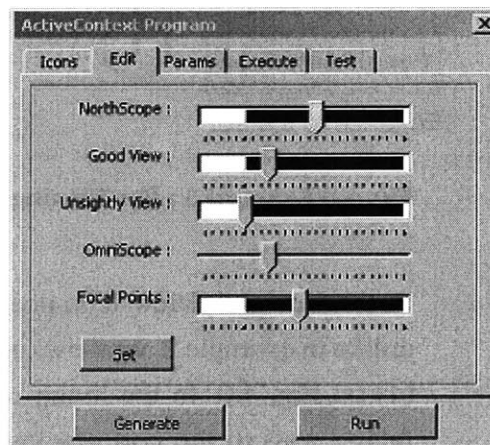 ActiveContext Program
Icons Edit Params Execute Test
NorthScope :
Good View :
Unsightly View :
OmniScope :
Focal Points :
Set
Generate Run